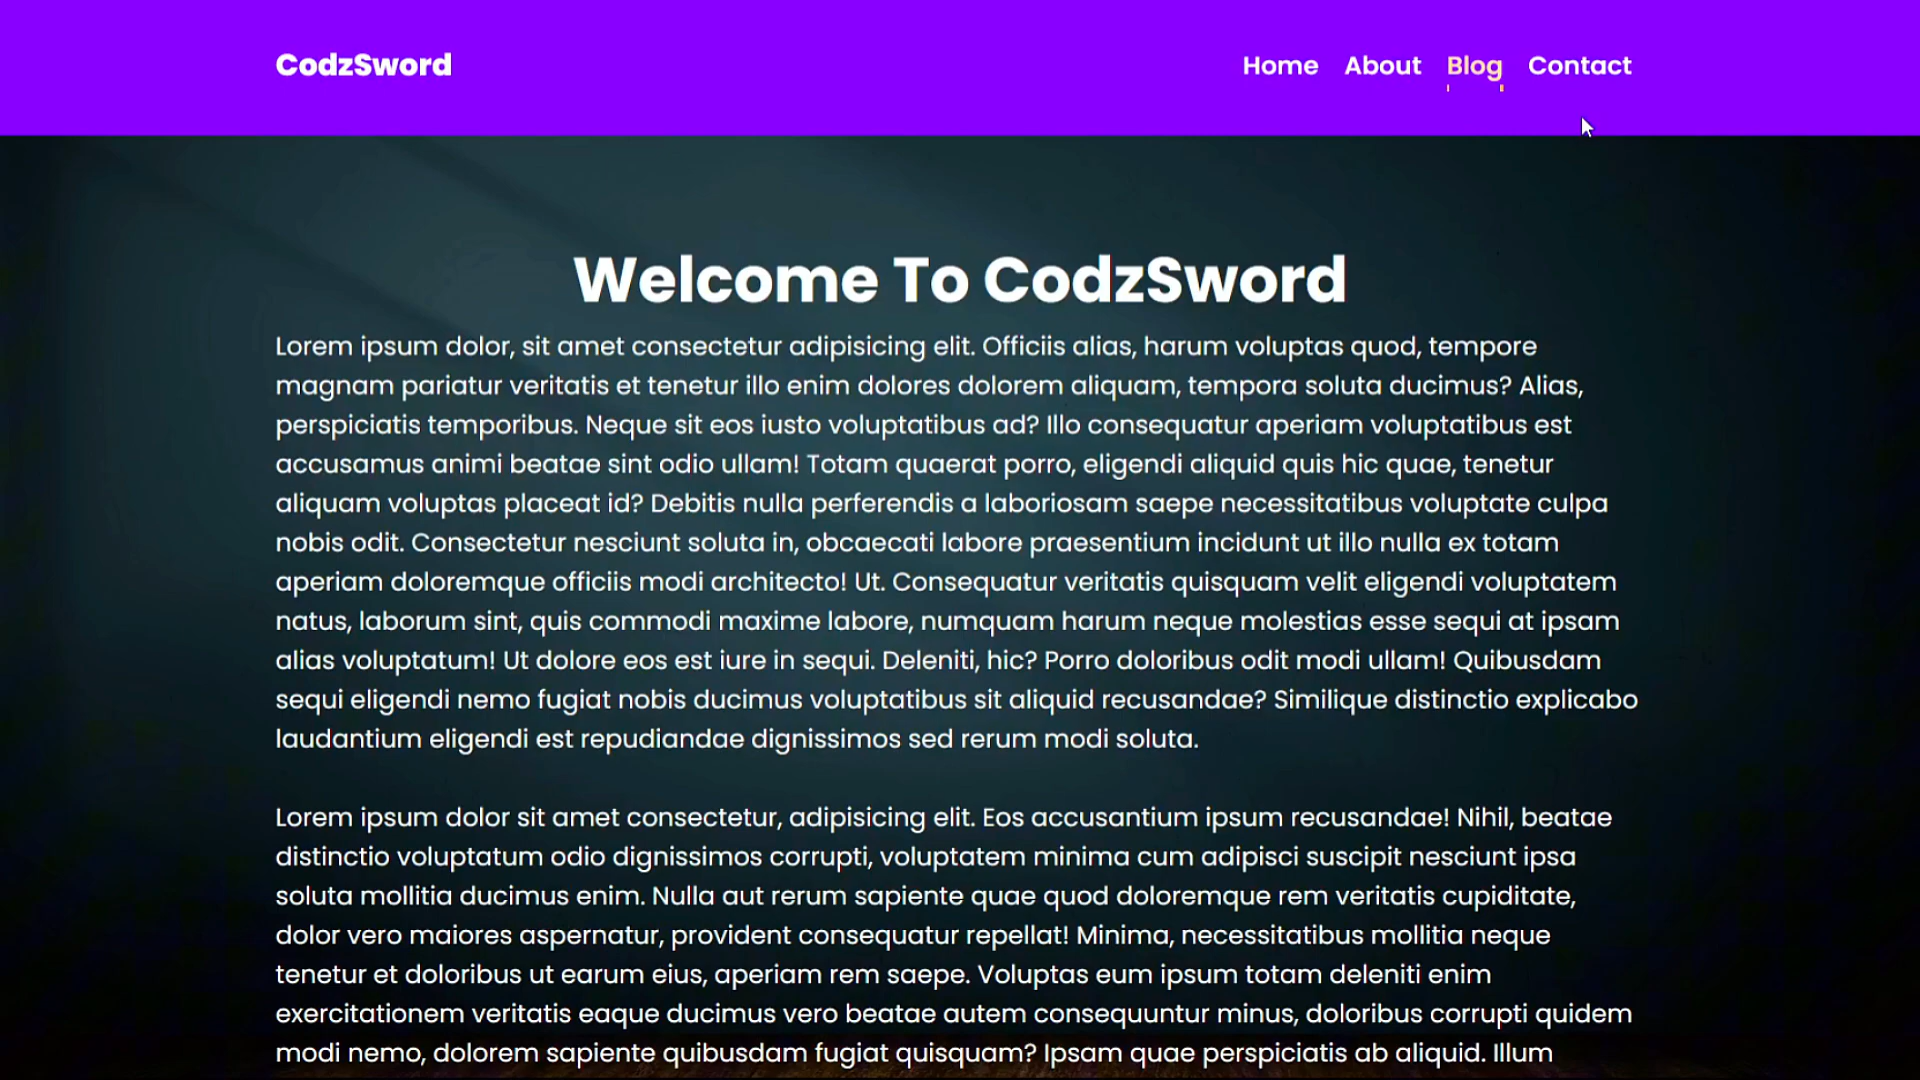 CodzSword
Home About Blog Contact
Welcome To CodzSword
Lorem ipsum dolor, sit amet consectetur adipisicing elit. Officiis alias, harum voluptas quod, tempore
magnam pariatur veritatis et tenetur illo enim dolores dolorem aliquam, tempora soluta ducimus? Alias,
perspiciatis temporibus. Neque sit eos iusto voluptatibus ad? Illo consequatur aperiam voluptatibus est
accusamus animi beatae sint odio ullam! Totam quaerat porro, eligendi aliquid quis hic quae, tenetur
aliquam voluptas placeat id? Debitis nulla perferendis a laboriosam saepe necessitatibus voluptate culpa
nobis odit. Consectetur nesciunt soluta in, obcaecati labore praesentium incidunt ut illo nulla ex totam
aperiam doloremque officiis modi architecto! Ut. Consequatur veritatis quisquam velit eligendi voluptatem
natus, laborum sint, quis commodi maxime labore, numquam harum neque molestias esse sequi at ipsam
alias voluptatum! Ut dolore eos est iure in sequi. Deleniti, hic? Porro doloribus odit modi ullam! Quibusdam
sequi eligendi nemo fugiat nobis ducimus voluptatibus sit aliquid recusandae? Similique distinctio explicabo
laudantium eligendi est repudiandae dignissimos sed rerum modi soluta.
Lorem ipsum dolor sit amet consectetur, adipisicing elit. Eos accusantium ipsum recusandae! Nihil, beatae
distinctio voluptatum odio dignissimos corrupti, voluptatem minima cum adipisci suscipit nesciunt ipsa
soluta mollitia ducimus enim. Nulla aut rerum sapiente quae quod doloremque rem veritatis cupiditate,
dolor vero maiores aspernatur, provident consequatur repellat! Minima, necessitatibus mollitia neque
tenetur et doloribus ut earum eius, aperiam rem saepe. Voluptas eum ipsum totam deleniti enim
exercitationem veritatis eaque ducimus vero beatae autem consequuntur minus, doloribus corrupti quidem
modi nemo, dolorem sapiente quibusdam fugiat quisquam? Ipsam quae perspiciatis ab aliquid. Illum